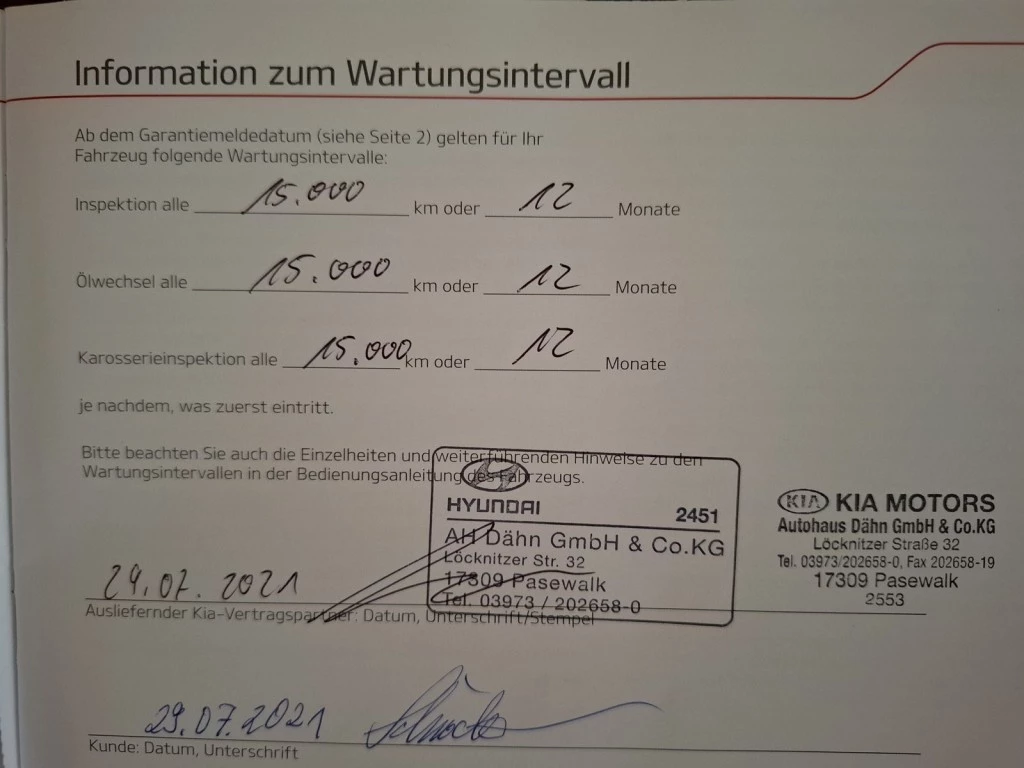 Information zum Wartungsintervall
Ab dem Garantiemeldedatum (siehe Seite 2) gelten für Ihr
Fahrzeug folgende Wartungsintervalle:
Inspektion alle 15.000 km oder 12 Monate
Ölwechsel alle 15.000 km oder 12 Monate
Karosserieinspektion alle 15.000 km oder 12 Monate
je nachdem, was zuerst eintritt.
Bitte beachten Sie auch die Einzelheiten und weiterführenden Hinweise zu den
Wartungsintervallen in der Bedienungsanleitung des Fahrzeugs.
HYUNDAI 2451
AH Dähn GmbH & Co.KG
Löcknitzer Str. 32
17309 Pasewalk
Tel. 03973 / 202658-0
KIA KIA MOTORS
Autohaus Dähn GmbH & Co.KG
Löcknitzer Straße 32
Tel. 03973/202658-0, Fax 202658-19
17309 Pasewalk
2553
29.07.2021
Ausliefernder Kia-Vertragspartner: Datum, Unterschrift/Stempel
29.07.2021
Kunde: Datum, Unterschrift